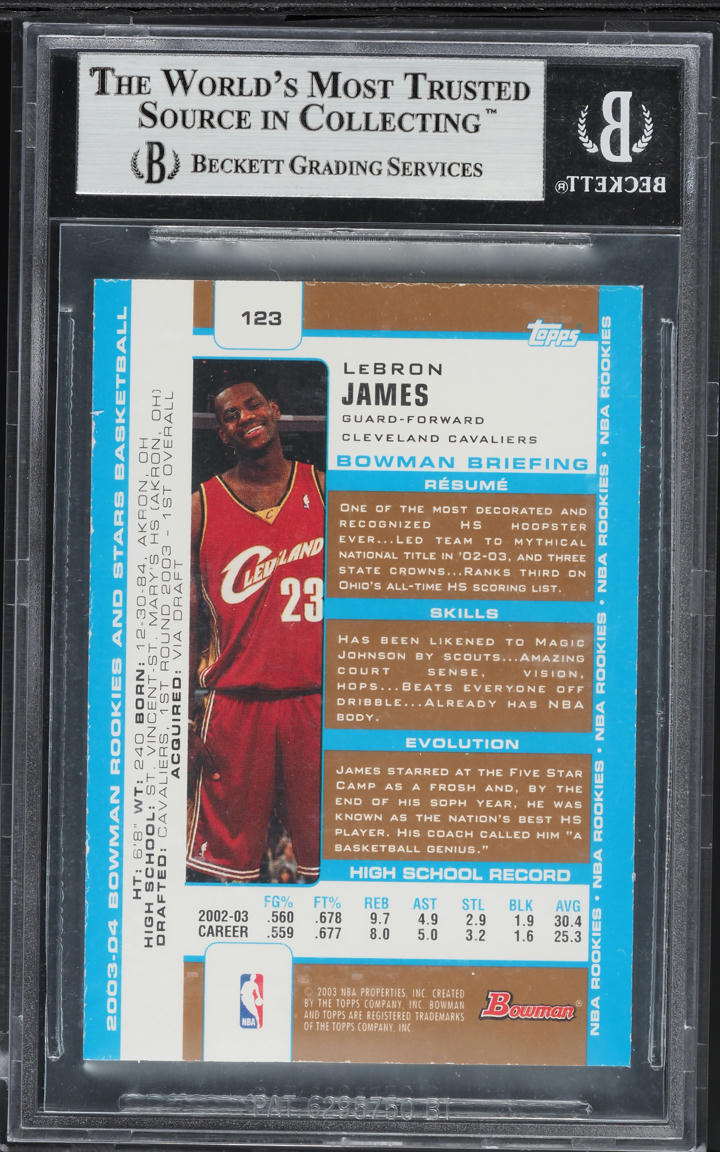 THE WORLD'S MOST TRUSTED
SOURCE IN COLLECTING™
B BECKETT GRADING SERVICES
B
BECKETT®
2003-04 BOWMAN ROOKIES AND STARS BASKETBALL
HT: 6'8" WT: 240 BORN: 12-30-84, AKRON, OH
HIGH SCHOOL: ST. VINCENT-ST. MARY'S HS (AKRON, OH)
DRAFTED: CAVALIERS, 1ST ROUND 2003 - 1ST OVERALL
ACQUIRED: VIA DRAFT
123
topps
LEBRON
JAMES
GUARD-FORWARD
CLEVELAND CAVALIERS
BOWMAN BRIEFING
RÉSUMÉ
ONE OF THE MOST DECORATED AND
RECOGNIZED HS HOOPSTER
EVER...LED TEAM TO MYTHICAL
NATIONAL TITLE IN '02-03, AND THREE
STATE CROWNS...RANKS THIRD ON
OHIO'S ALL-TIME HS SCORING LIST.
SKILLS
HAS BEEN LIKENED TO MAGIC
JOHNSON BY SCOUTS...AMAZING
COURT SENSE, VISION,
HOPS...BEATS EVERYONE OFF
DRIBBLE...ALREADY HAS NBA
BODY.
EVOLUTION
JAMES STARRED AT THE FIVE STAR
CAMP AS A FROSH AND, BY THE
END OF HIS SOPH YEAR, HE WAS
KNOWN AS THE NATION'S BEST HS
PLAYER. HIS COACH CALLED HIM "A
BASKETBALL GENIUS."
C
CLEVELAND
23
HIGH SCHOOL RECORD
FG% FT% REB AST STL BLK AVG
2002-03 .560 .678 9.7 4.9 2.9 1.9 30.4
CAREER .559 .677 8.0 5.0 3.2 1.6 25.3
NBA
© 2003 NBA PROPERTIES, INC. CREATED
BY THE TOPPS COMPANY, INC. BOWMAN
AND TOPPS ARE REGISTERED TRADEMARKS
OF THE TOPPS COMPANY, INC.
Bowman®
NBA ROOKIES • NBA ROOKIES • NBA ROOKIES • NBA ROOKIES • NBA ROOKIES